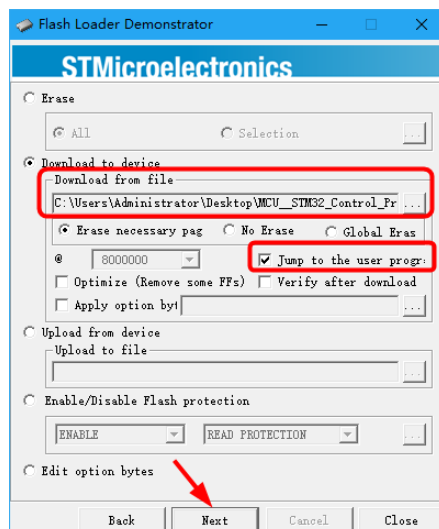 Flash Loader Demonstrator
STMicroelectronics
Erase
All Selection ...
Download to device
Download from file
C:\Users\Administrator\Desktop\MCU__STM32_Control_Pr ...
Erase necessary pag No Erase Global Eras
@ 8000000 Jump to the user progr
Optimize (Remove some FFs) Verify after download
Apply option byt ...
Upload from device
Upload to file
...
Enable/Disable Flash protection
ENABLE READ PROTECTION ...
Edit option bytes
Back Next Cancel Close